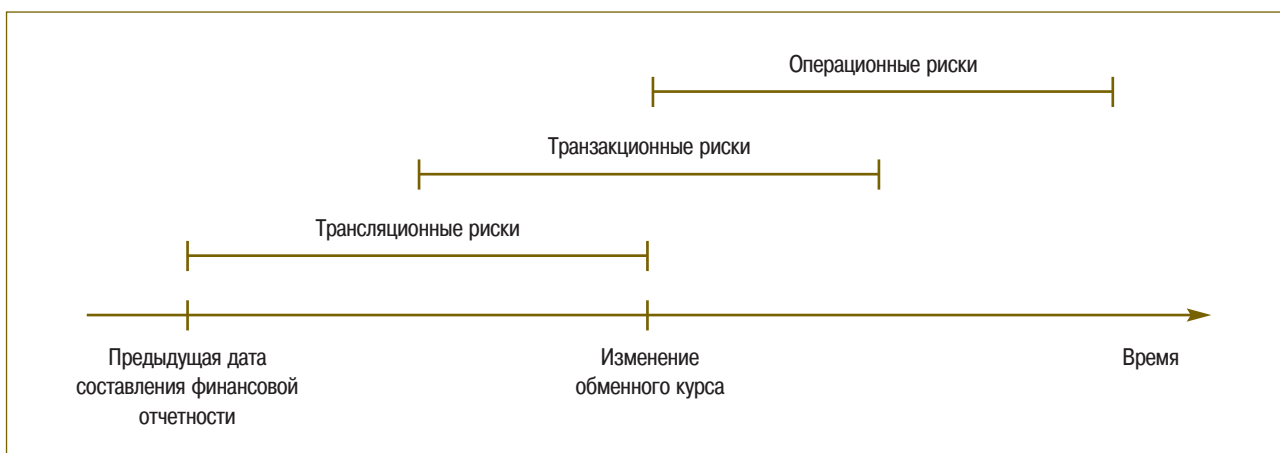 Операционные риски
Транзакционные риски
Трансляционные риски
Предыдущая дата
составления финансовой
отчетности
Изменение
обменного курса
Время